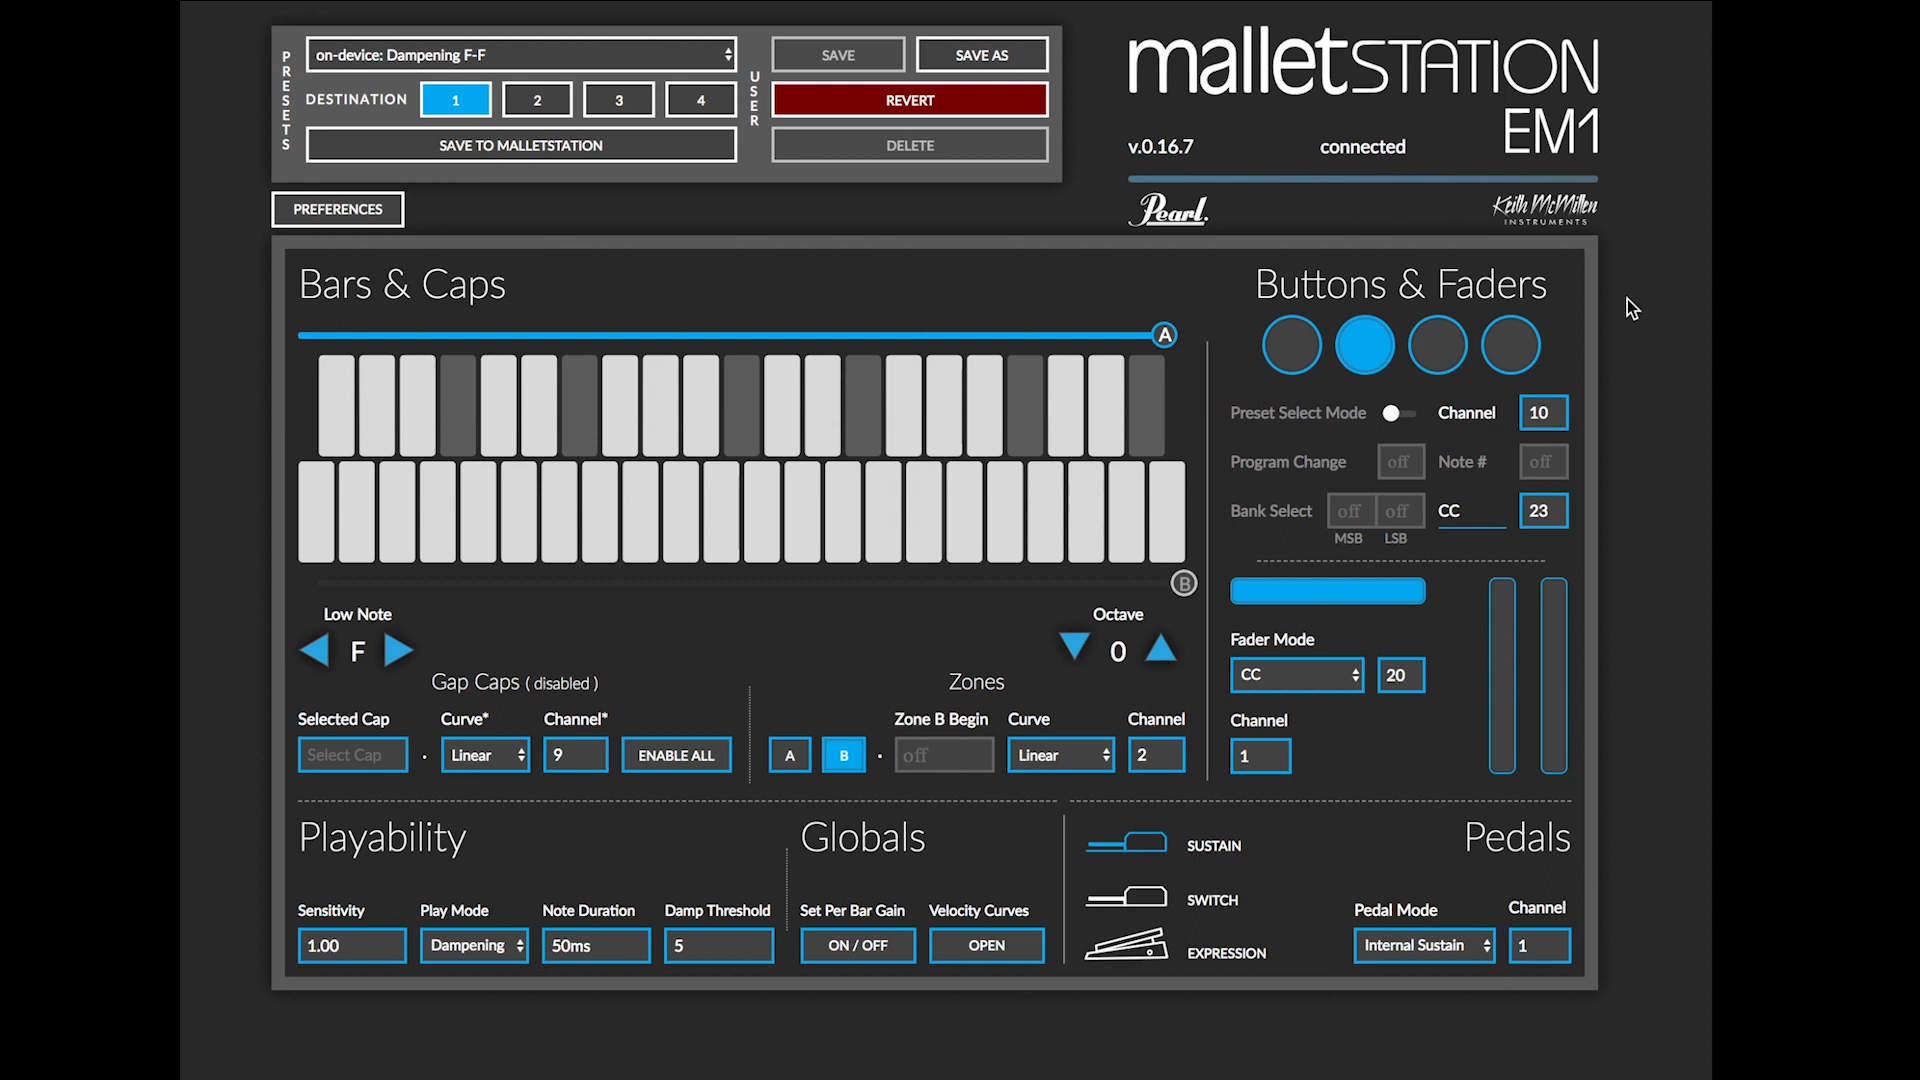 PRESETS
on-device: Dampening F-F
DESTINATION 1 2 3 4
SAVE TO MALLETSTATION
USER
SAVE SAVE AS
REVERT
DELETE
malletSTATION
EM1
v.0.16.7 connected
Pearl.
Keith McMillen
INSTRUMENTS
PREFERENCES
Bars & Caps
A
B
Low Note
F
Octave
0
Gap Caps ( disabled )
Selected Cap Curve* Channel*
Select Cap Linear 9 ENABLE ALL
Zones
Zone B Begin Curve Channel
A B off Linear 2
Buttons & Faders
Preset Select Mode Channel 10
Program Change off Note # off
Bank Select off off CC 23
MSB LSB
Fader Mode
CC 20
Channel
1
Playability
Sensitivity Play Mode Note Duration Damp Threshold
1.00 Dampening 50ms 5
Globals
Set Per Bar Gain Velocity Curves
ON / OFF OPEN
SUSTAIN
SWITCH
EXPRESSION
Pedals
Pedal Mode Channel
Internal Sustain 1